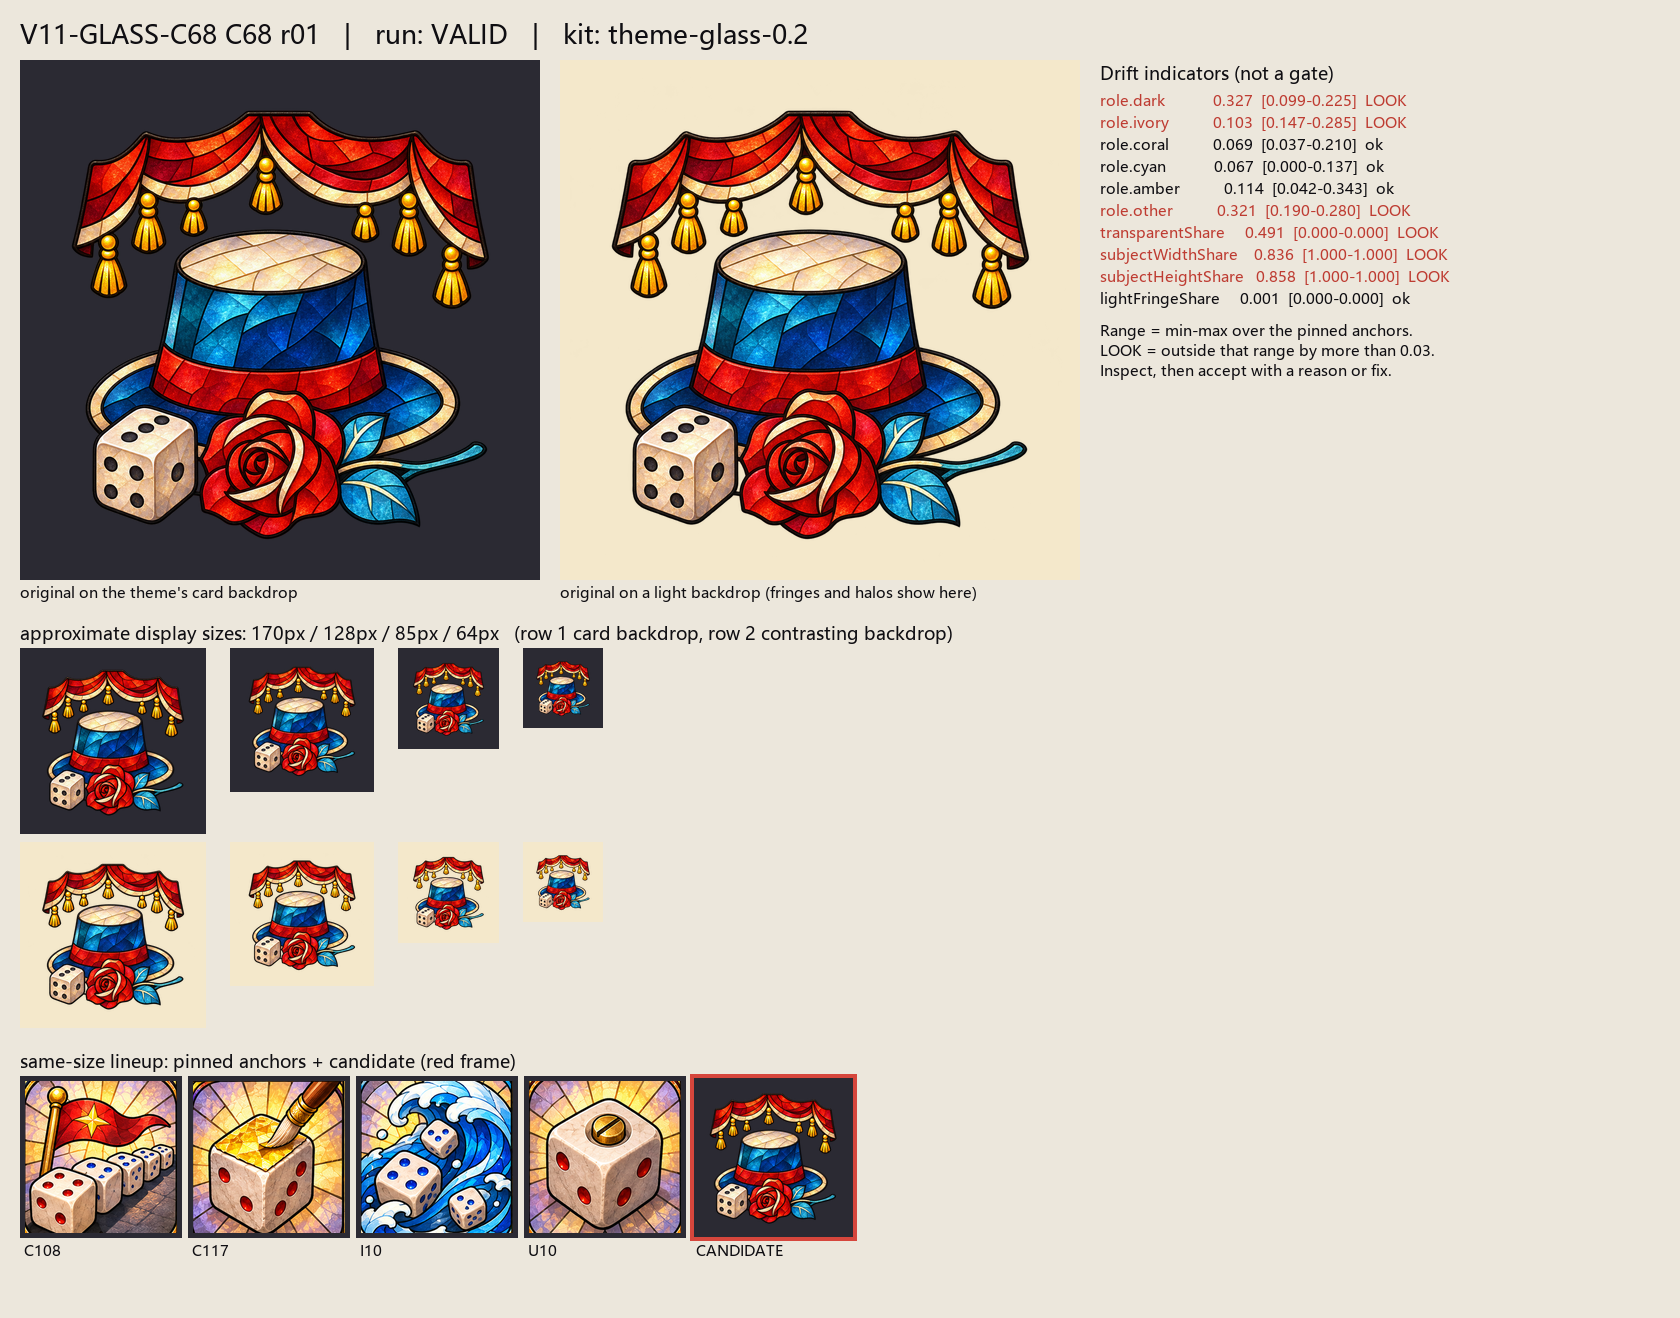 V11-GLASS-C68 C68 r01   |   run: VALID   |   kit: theme-glass-0.2
Drift indicators (not a gate)
role.dark 0.327 [0.099-0.225] LOOK
role.ivory 0.103 [0.147-0.285] LOOK
role.coral 0.069 [0.037-0.210] ok
role.cyan 0.067 [0.000-0.137] ok
role.amber 0.114 [0.042-0.343] ok
role.other 0.321 [0.190-0.280] LOOK
transparentShare 0.491 [0.000-0.000] LOOK
subjectWidthShare 0.836 [1.000-1.000] LOOK
subjectHeightShare 0.858 [1.000-1.000] LOOK
lightFringeShare 0.001 [0.000-0.000] ok
Range = min-max over the pinned anchors.
LOOK = outside that range by more than 0.03.
Inspect, then accept with a reason or fix.
original on the theme's card backdrop
original on a light backdrop (fringes and halos show here)
approximate display sizes: 170px / 128px / 85px / 64px   (row 1 card backdrop, row 2 contrasting backdrop)
same-size lineup: pinned anchors + candidate (red frame)
C108
C117
I10
U10
CANDIDATE